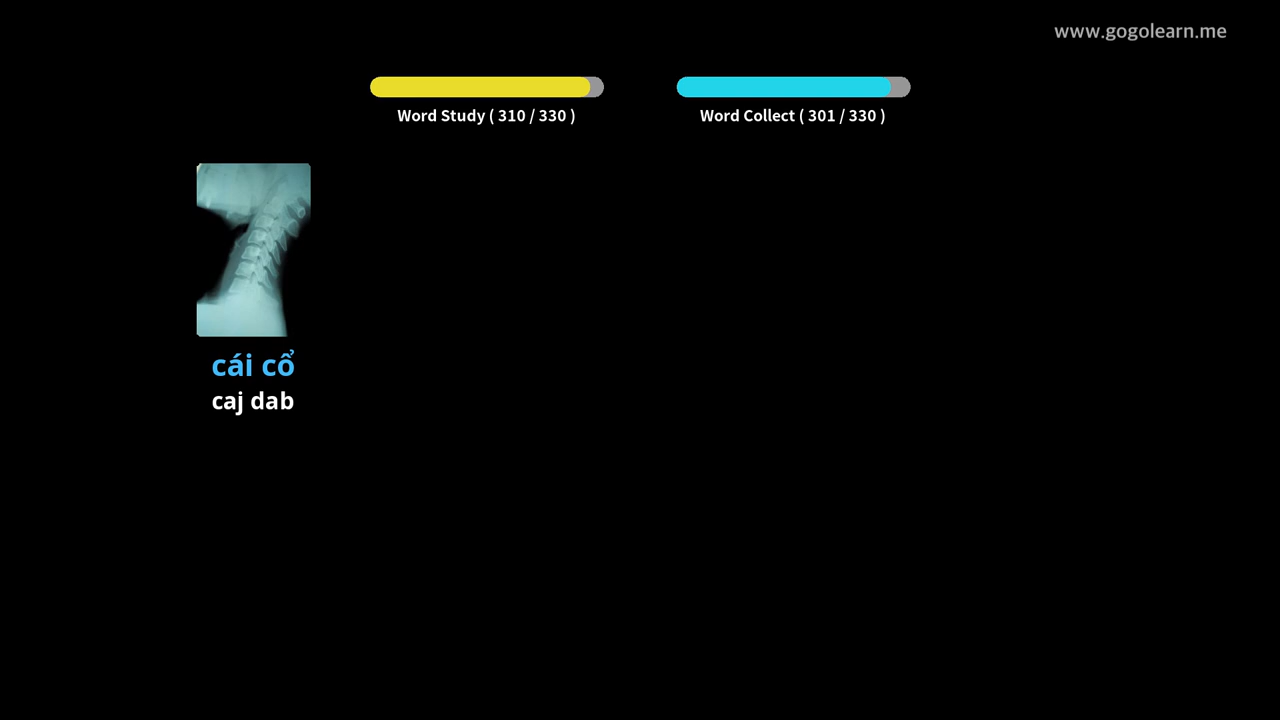 www.gogolearn.me
Word Study ( 310 / 330 )
Word Collect ( 301 / 330 )
cái cổ
caj dab